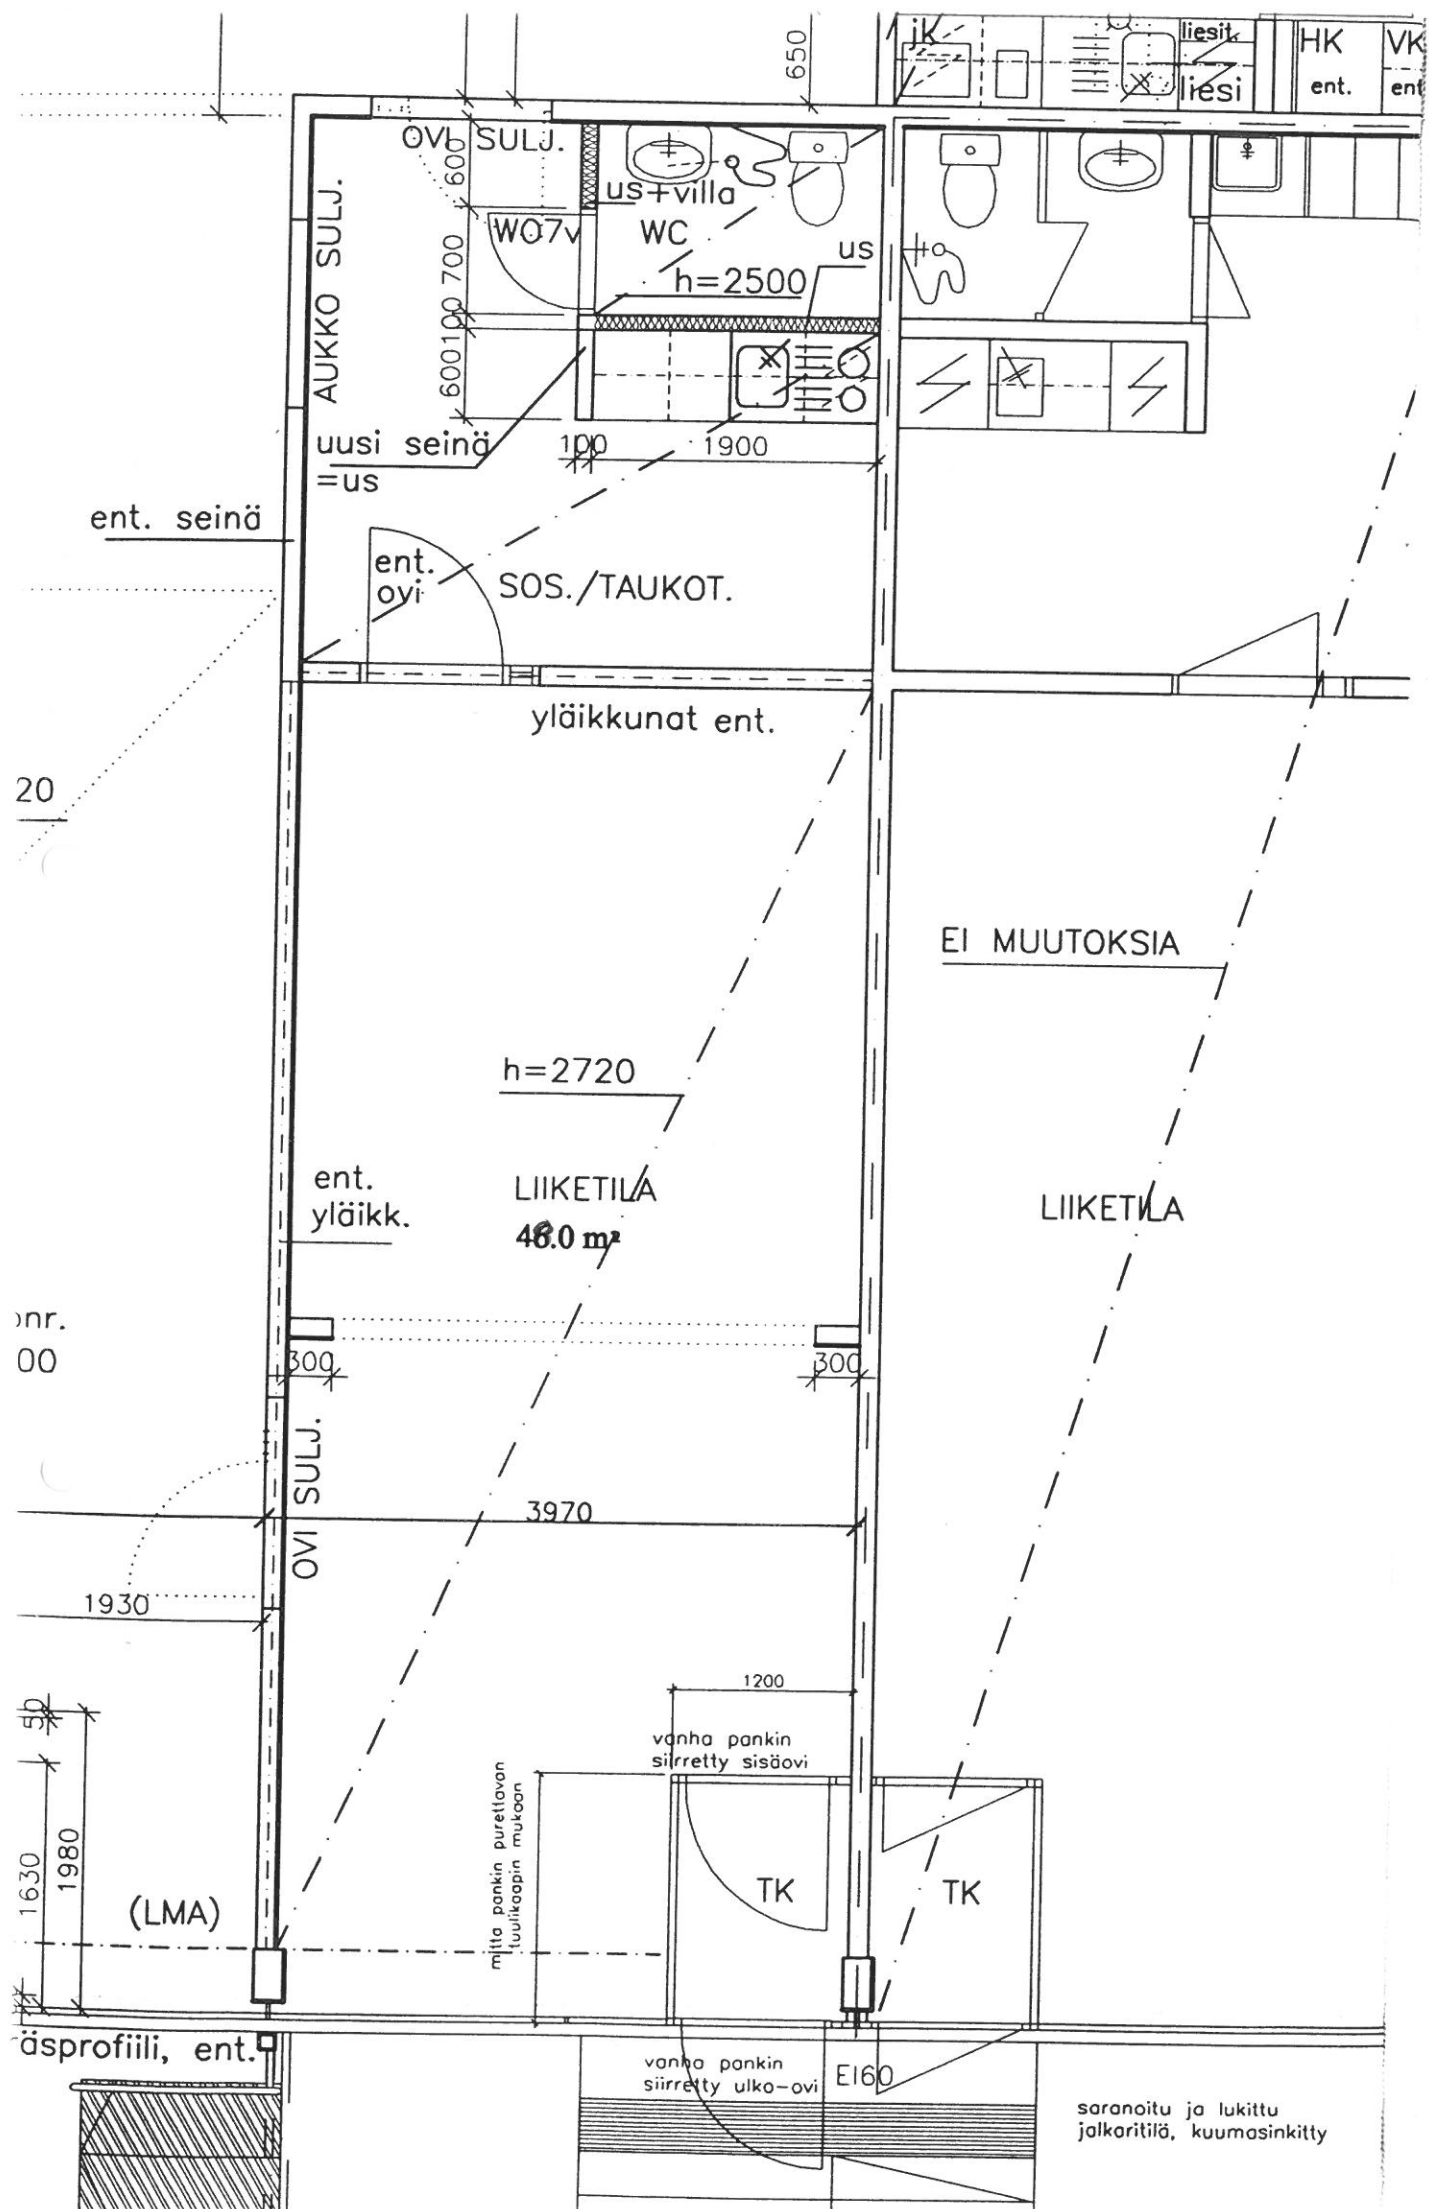 650
jk
liesit.
liesi
HK
ent.
VK
ent
OVI SULJ.
600
us+villa
WO7v
WC
us
700
h=2500
AUKKO SULJ.
100
600
uusi seinä
=us
100
1900
ent. seinä
ent.
ovi
SOS./TAUKOT.
yläikkunat ent.
20
EI MUUTOKSIA
h=2720
ent.
yläikk.
LIIKETILA
LIIKETILA
nr.
00
300
300
OVI SULJ.
3970
1930
1200
50
vanha pankin
siirretty sisäovi
mitta pankin purettavan
tuulikaapin mukaan
1630
1980
TK
TK
(LMA)
äsprofiili, ent.
vanha pankin
siirretty ulko-ovi
EI60
saranoitu ja lukittu
jalkaritilä, kuumasinkitty